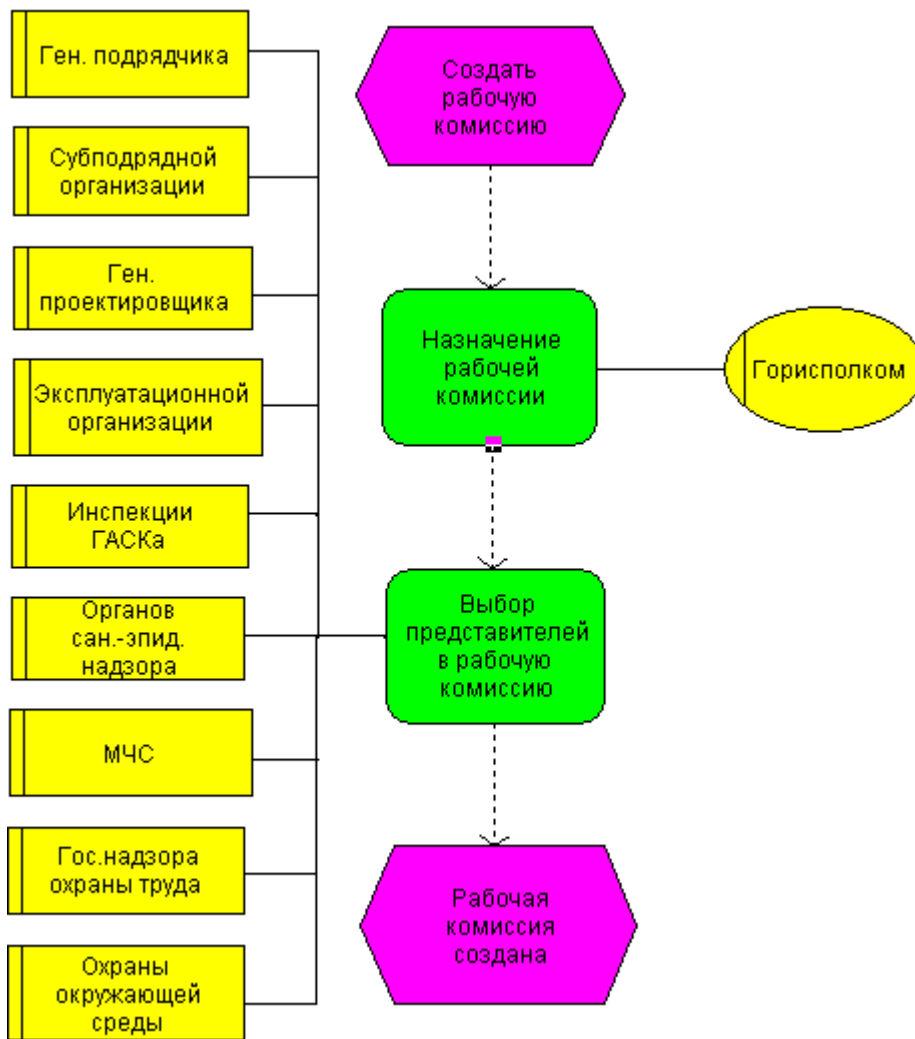 Ген. подрядчика
Субподрядной
организации
Ген.
проектировщика
Эксплуатационной
организации
Инспекции
ГАСКа
Органов
сан.-эпид.
надзора
МЧС
Гос.надзора
охраны труда
Охраны
окружающей
среды
Создать
рабочую
комиссию
Назначение
рабочей
комиссии
Горисполком
Выбор
представителей
в рабочую
комиссию
Рабочая
комиссия
создана